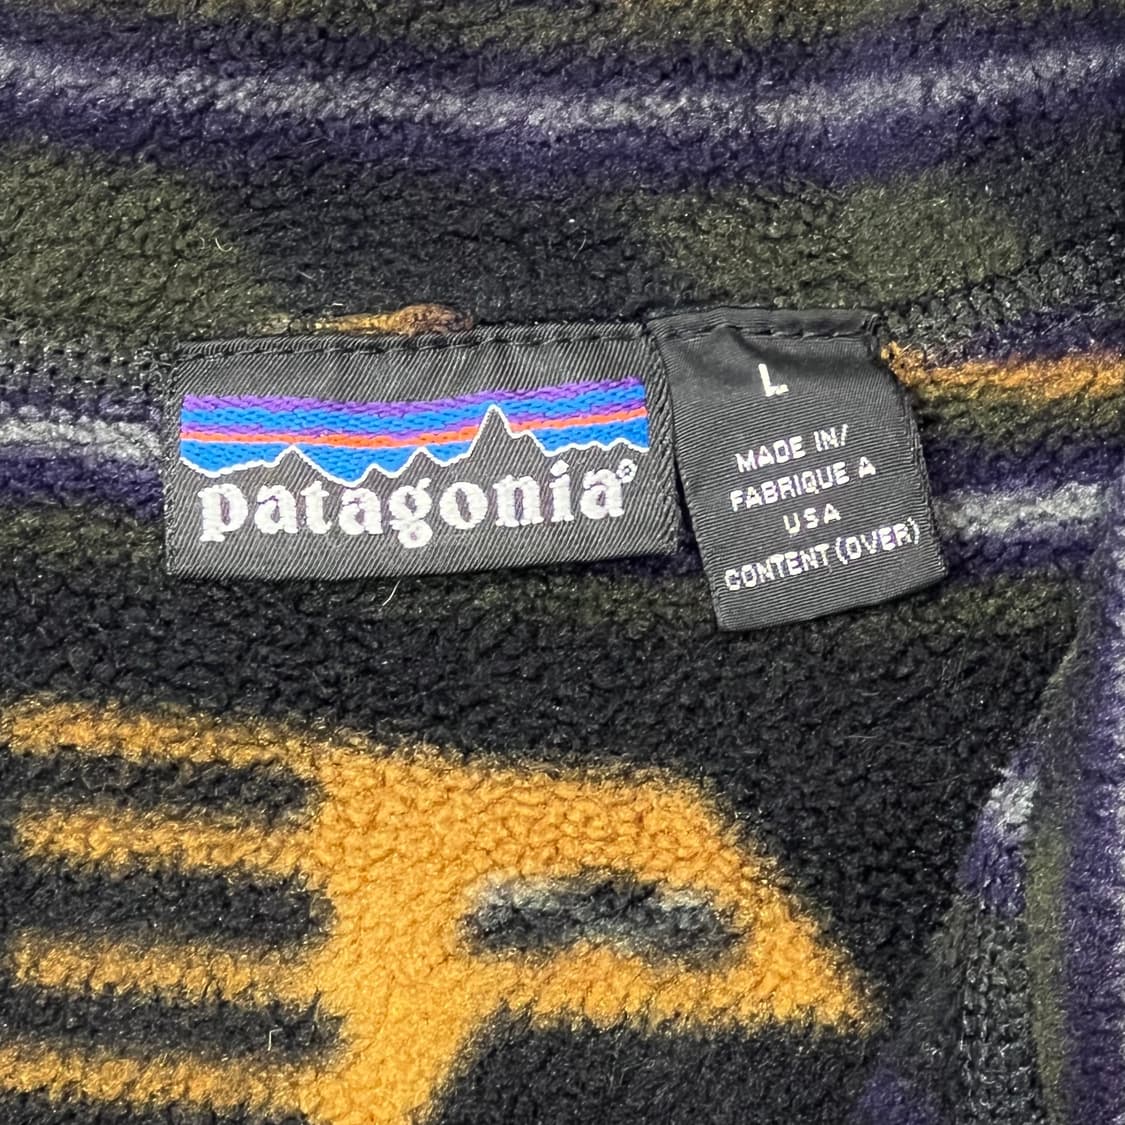 patagonia®
L
MADE IN/
FABRIQUE A
USA
CONTENT (OVER)